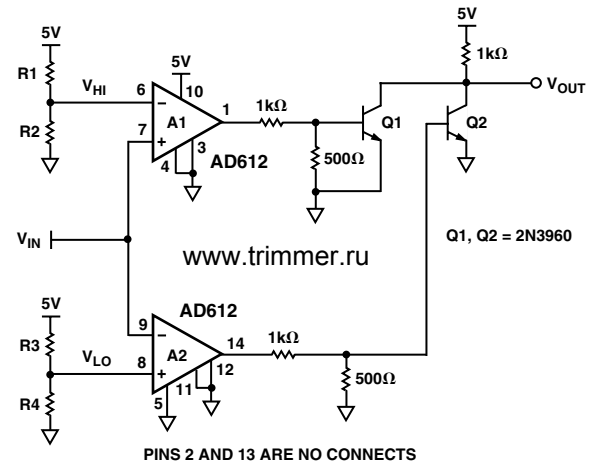 5V
5V
R1
VHI
6
5V
10
1kΩ
1
1kΩ
VOUT
R2
7
A1
3
4
AD612
500Ω
Q1
Q2
VIN
www.trimmer.ru
Q1, Q2 = 2N3960
5V
AD612
R3
9
14
1kΩ
VLO
8
A2
12
11
R4
5
500Ω
PINS 2 AND 13 ARE NO CONNECTS